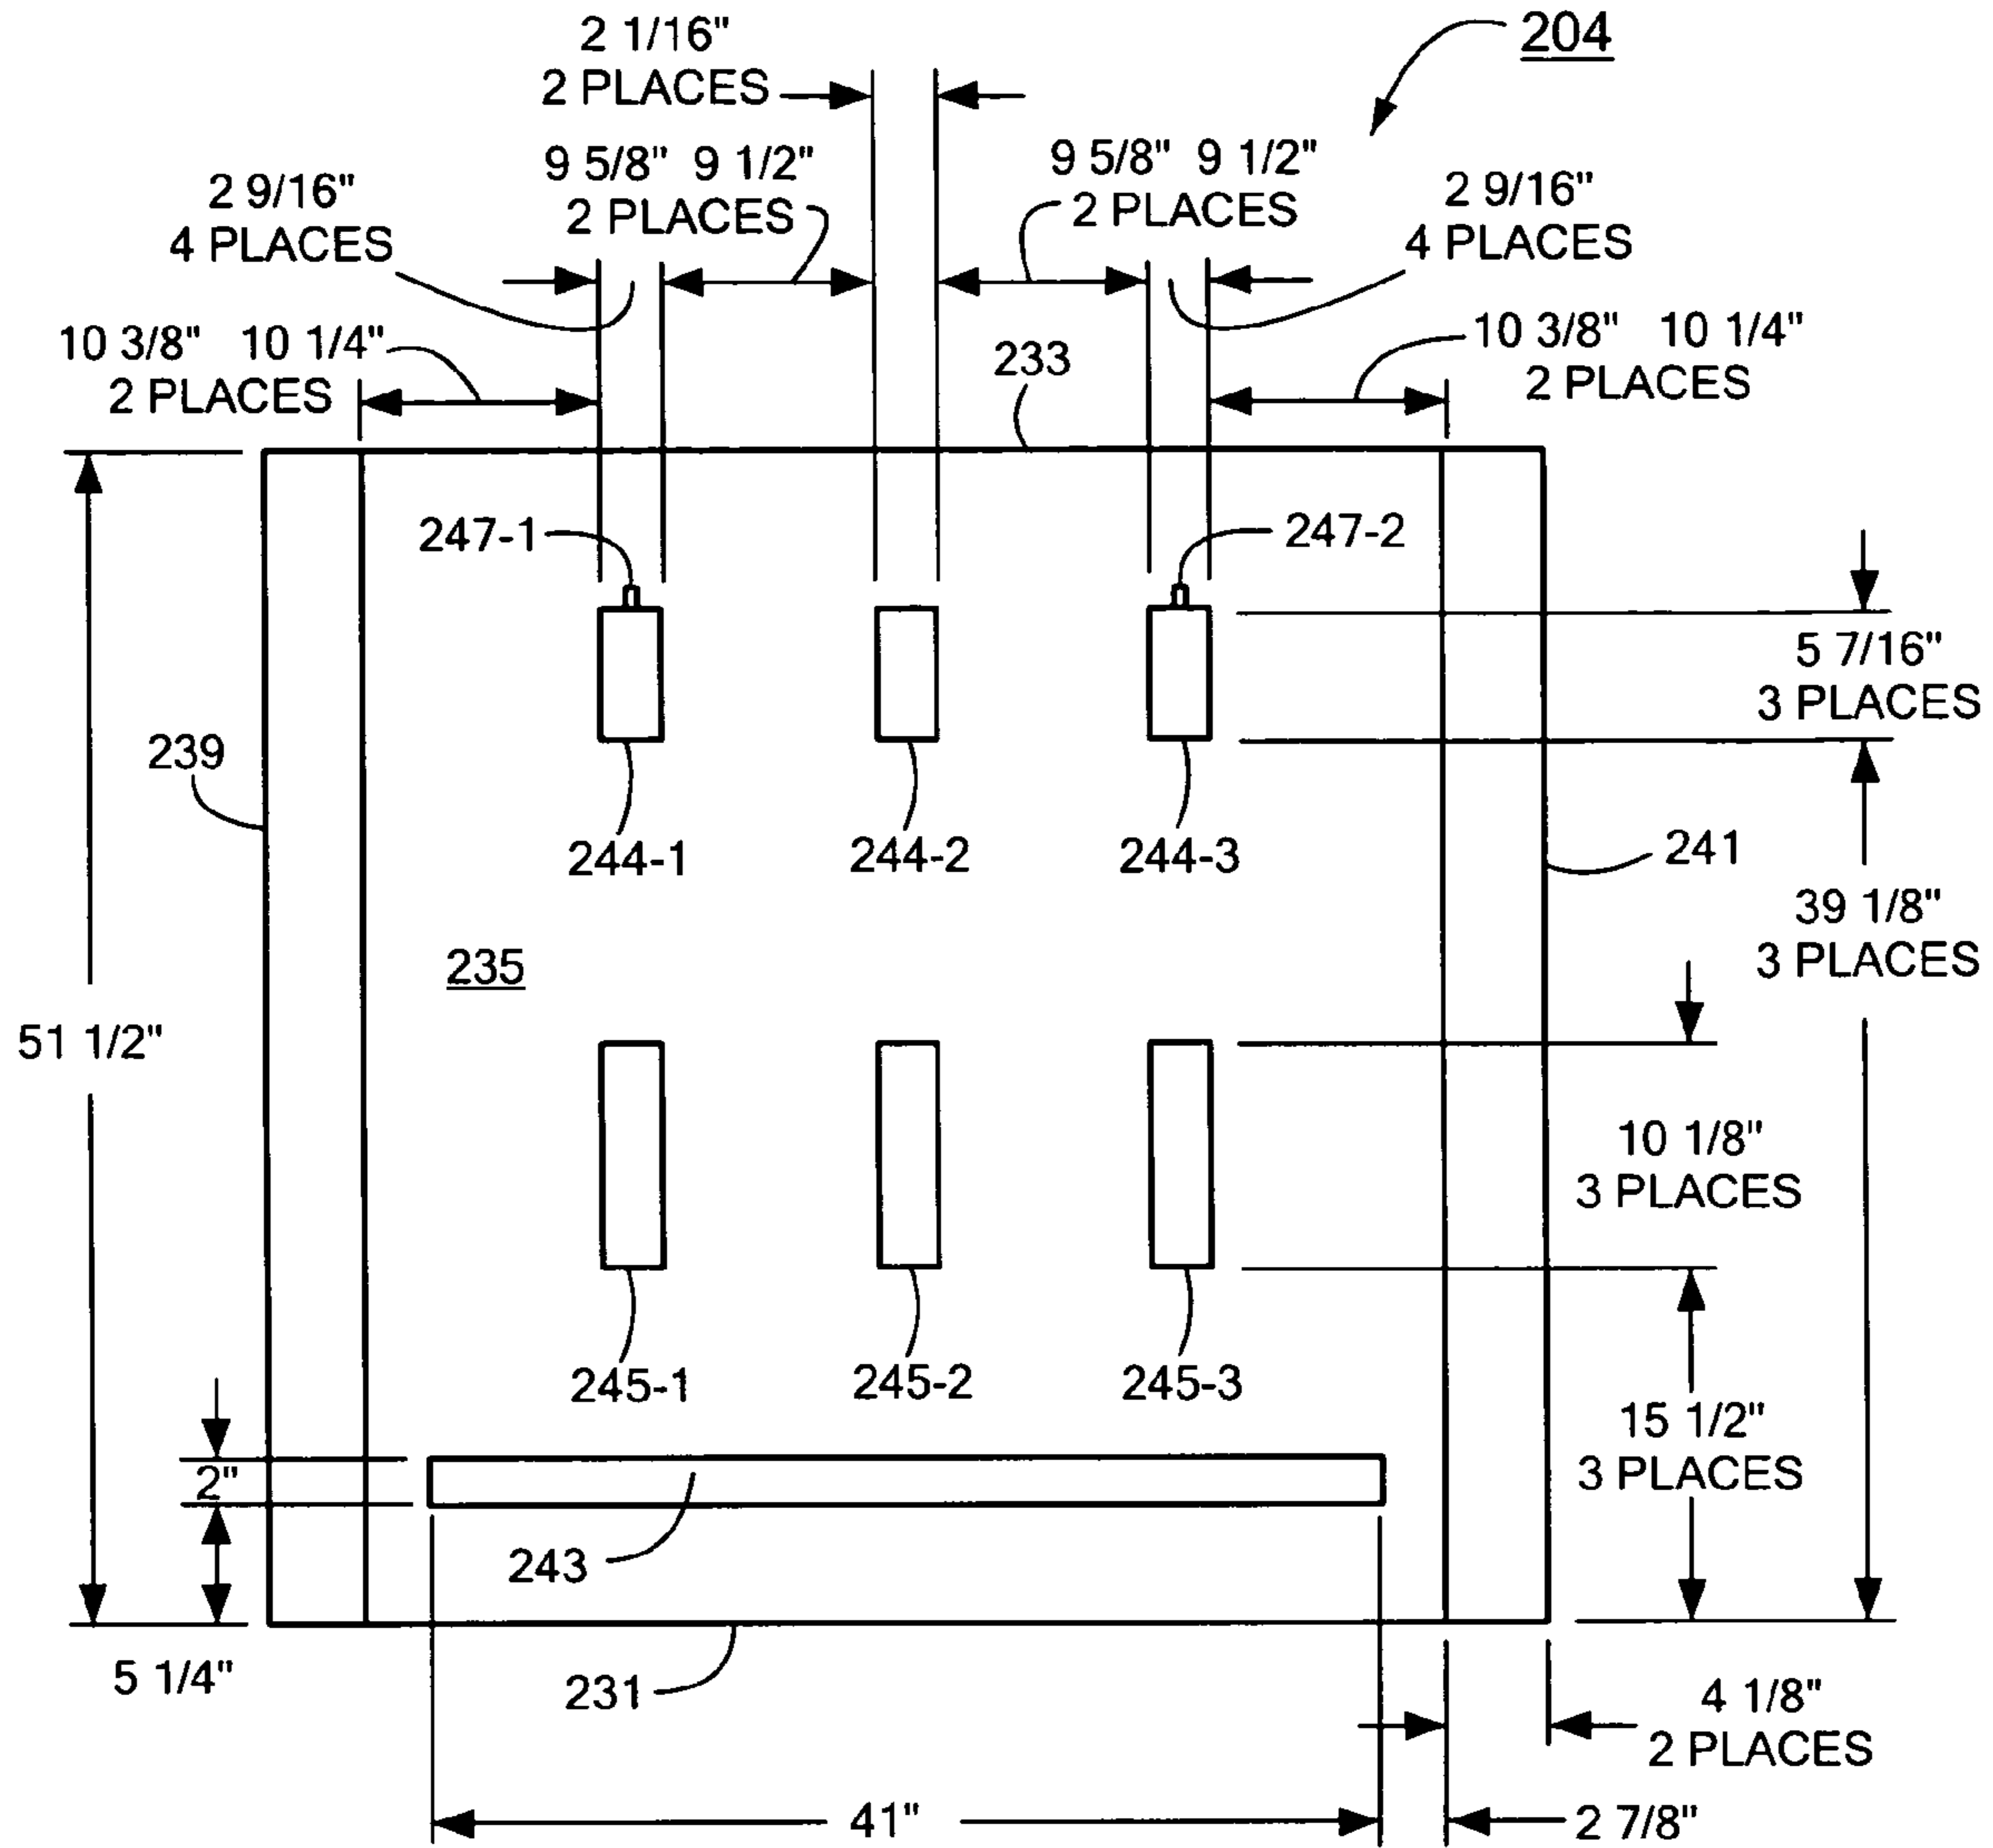 204
2 1/16"
2 PLACES
9 5/8" 9 1/2"
2 PLACES
9 5/8" 9 1/2"
2 PLACES
2 9/16"
4 PLACES
2 9/16"
4 PLACES
10 3/8" 10 1/4"
2 PLACES
233
10 3/8" 10 1/4"
2 PLACES
247-1
247-2
5 7/16"
3 PLACES
239
244-1
244-2
244-3
241
39 1/8"
3 PLACES
235
51 1/2"
10 1/8"
3 PLACES
245-1
245-2
245-3
15 1/2"
3 PLACES
2"
243
5 1/4"
231
4 1/8"
2 PLACES
41"
2 7/8"